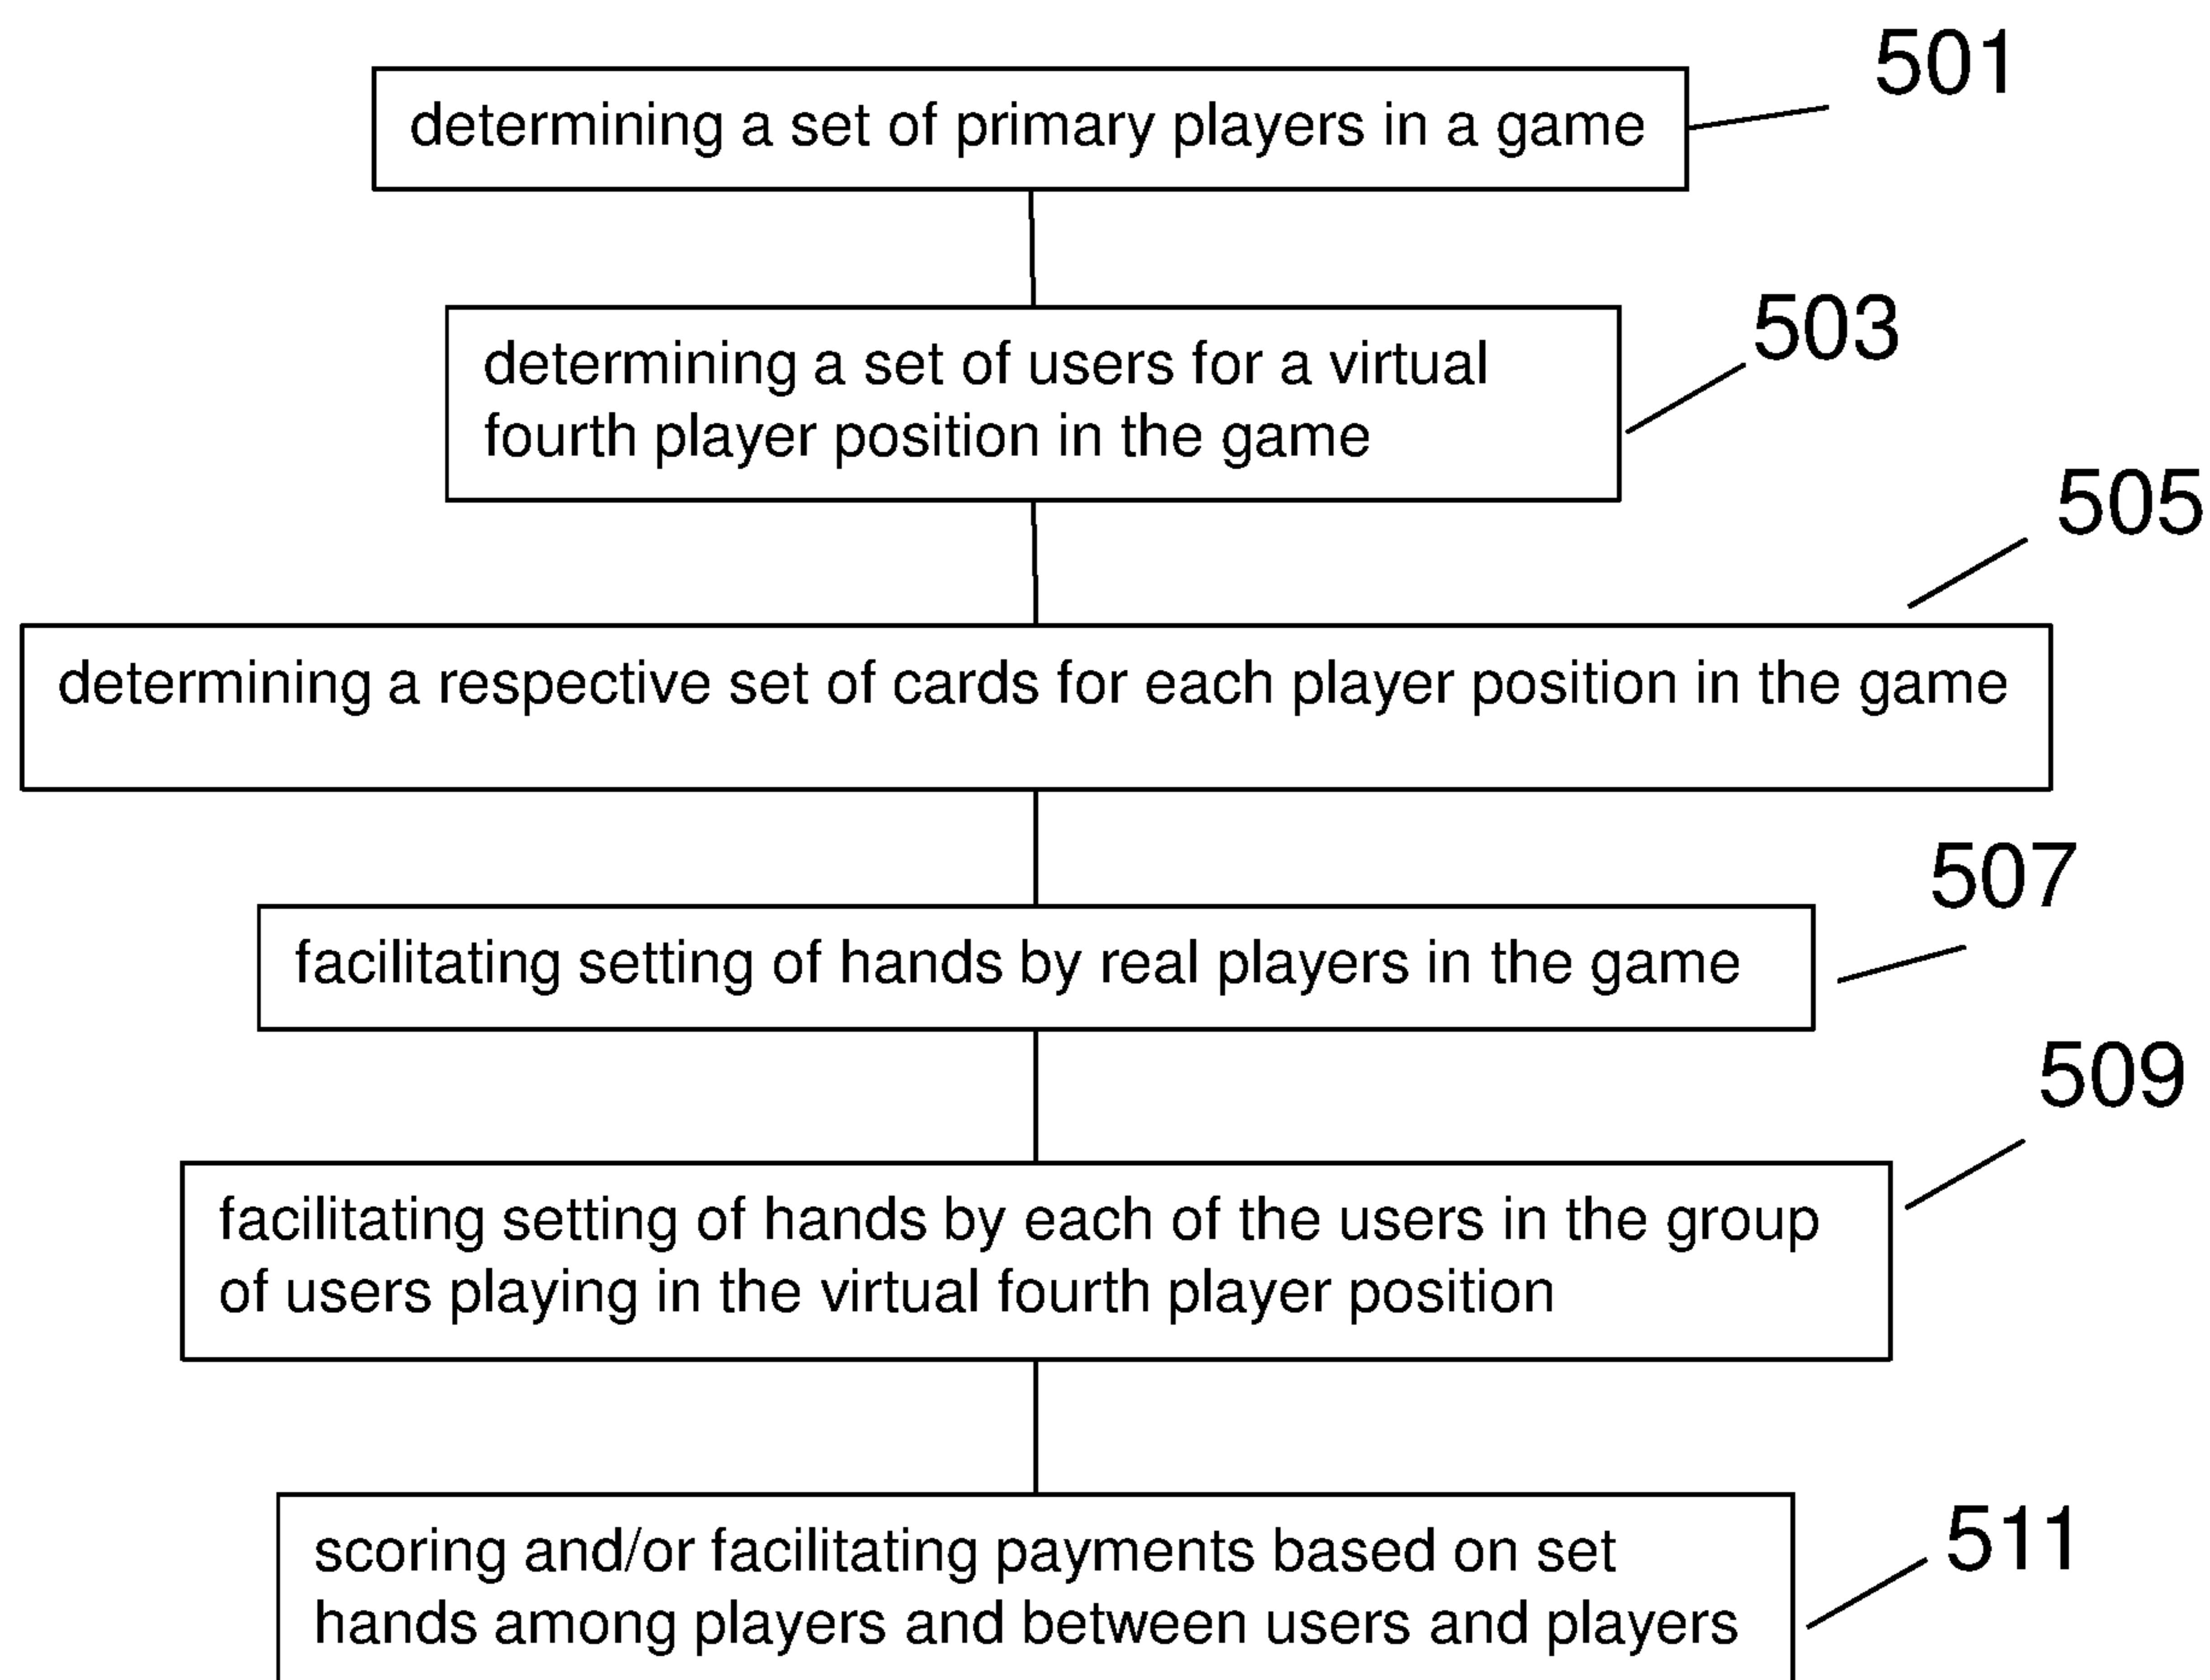 501
determining a set of primary players in a game
503
determining a set of users for a virtual
fourth player position in the game
505
determining a respective set of cards for each player position in the game
507
facilitating setting of hands by real players in the game
509
facilitating setting of hands by each of the users in the group
of users playing in the virtual fourth player position
511
scoring and/or facilitating payments based on set
hands among players and between users and players